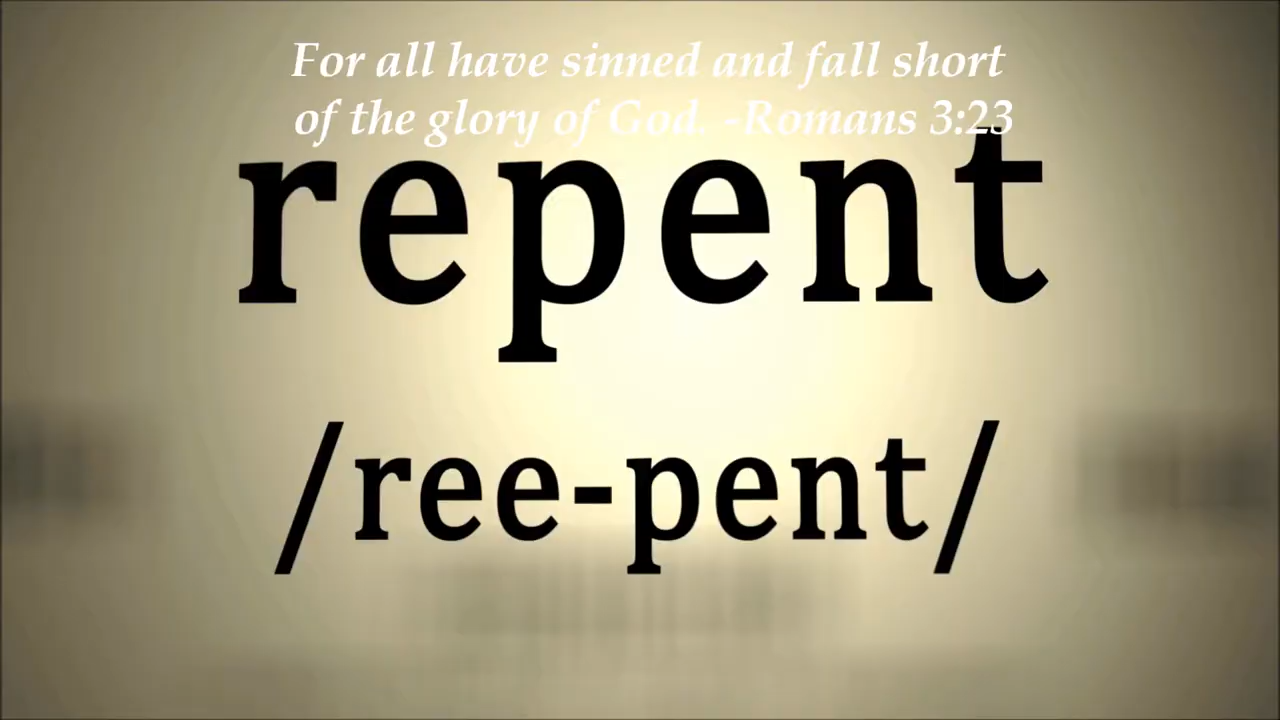 For all have sinned and fall short
of the glory of God. -Romans 3:23
repent
/ree-pent/